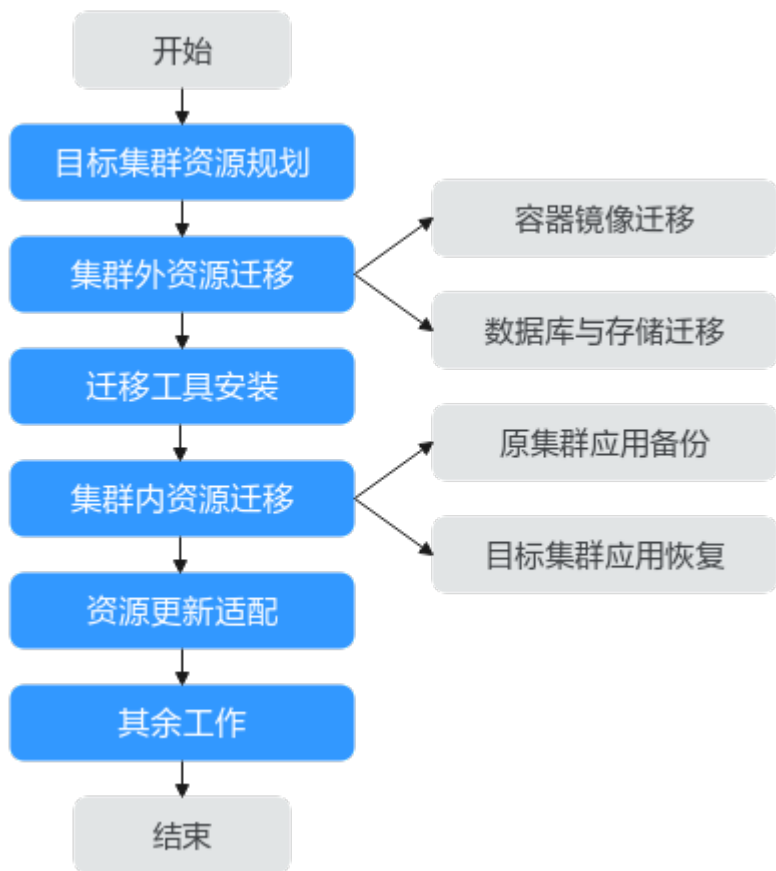 开始
目标集群资源规划
集群外资源迁移
容器镜像迁移
数据库与存储迁移
迁移工具安装
集群内资源迁移
原集群应用备份
目标集群应用恢复
资源更新适配
其余工作
结束